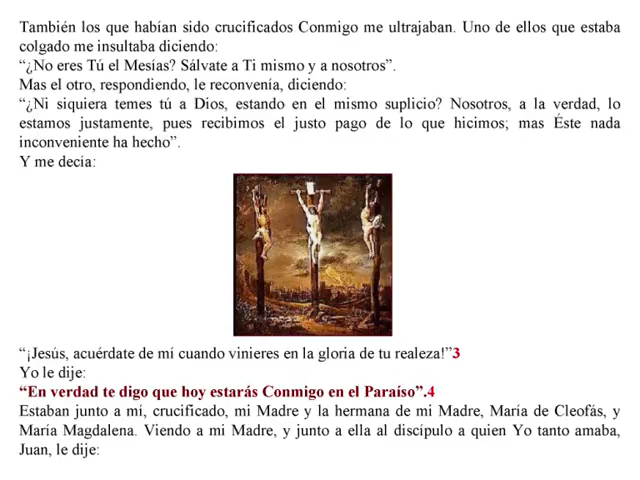 También los que habían sido crucificados Conmigo me ultrajaban. Uno de ellos que estaba
colgado me insultaba diciendo:
“¿No eres Tú el Mesías? Sálvate a Ti mismo y a nosotros”.
Mas el otro, respondiendo, le reconvenía, diciendo:
“¿Ni siquiera temes tú a Dios, estando en el mismo suplicio? Nosotros, a la verdad, lo
estamos justamente, pues recibimos el justo pago de lo que hicimos; mas Éste nada
inconveniente ha hecho”.
Y me decía:
“¡Jesús, acuérdate de mí cuando vinieres en la gloria de tu realeza!”3
Yo le dije:
“En verdad te digo que hoy estarás Conmigo en el Paraíso”.4
Estaban junto a mí, crucificado, mi Madre y la hermana de mi Madre, María de Cleofás, y
María Magdalena. Viendo a mi Madre, y junto a ella al discípulo a quien Yo tanto amaba,
Juan, le dije: